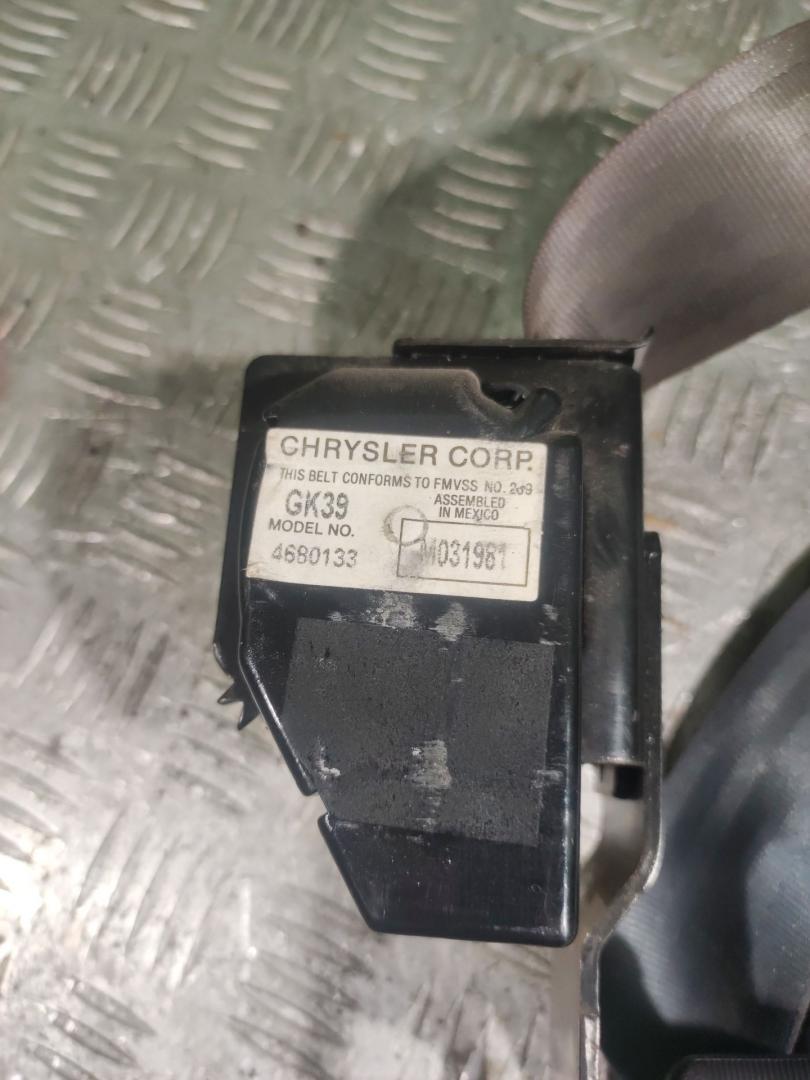 CHRYSLER CORP.
THIS BELT CONFORMS TO FMVSS NO. 209
GK39
ASSEMBLED
IN MEXICO
MODEL NO.
4680133
M031981